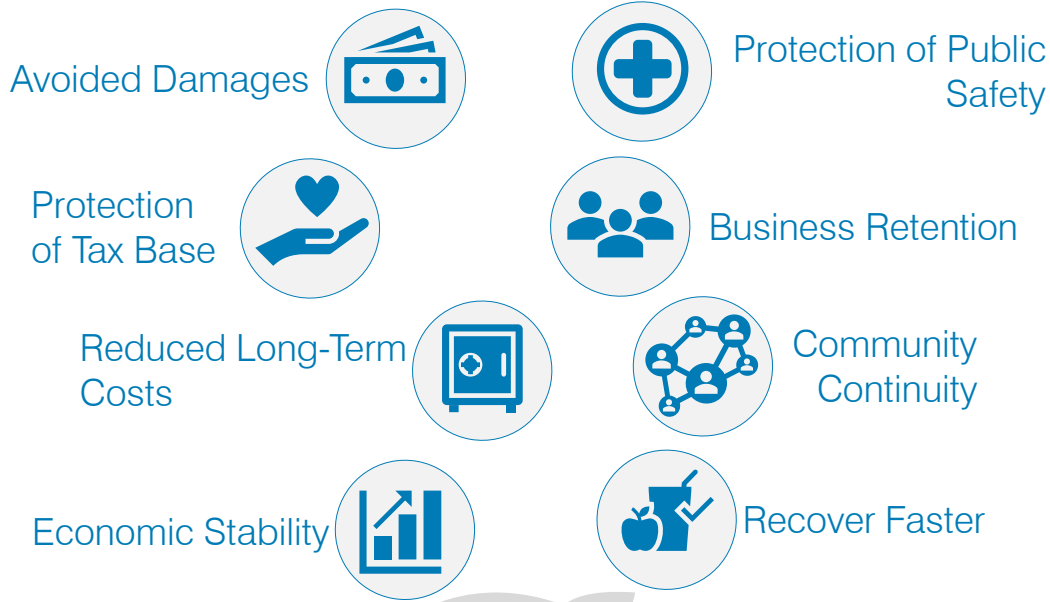 Avoided Damages
Protection of Public
Safety
Protection
of Tax Base
Business Retention
Reduced Long-Term
Costs
Community
Continuity
Economic Stability
Recover Faster